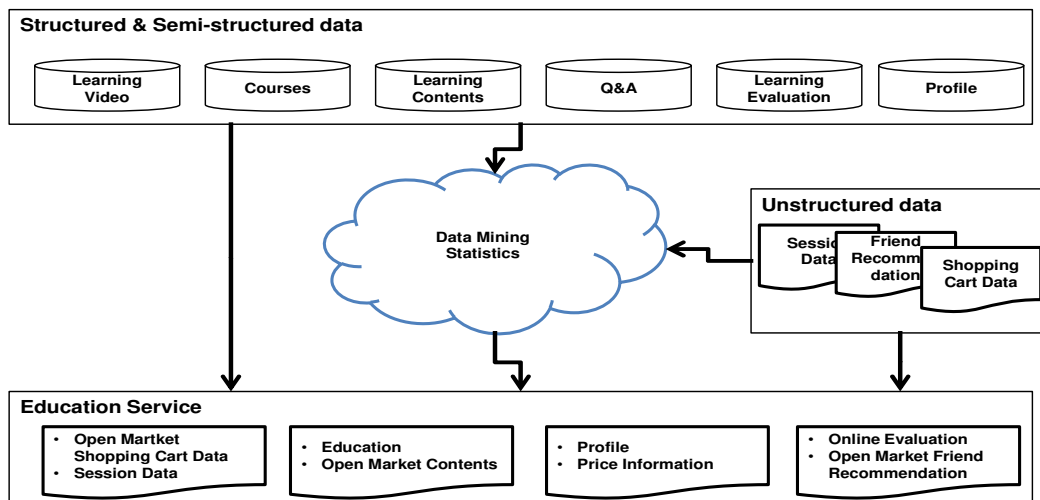 Structured & Semi-structured data
Learning
Video
Courses
Learning
Contents
Q&A
Learning
Evaluation
Profile
Data Mining
Statistics
Unstructured data
Session
Data
Friend
Recomm
dation
Shopping
Cart Data
Education Service
• Open Martket
Shopping Cart Data
• Session Data
• Education
• Open Market Contents
• Profile
• Price Information
• Online Evaluation
• Open Market Friend
Recommendation